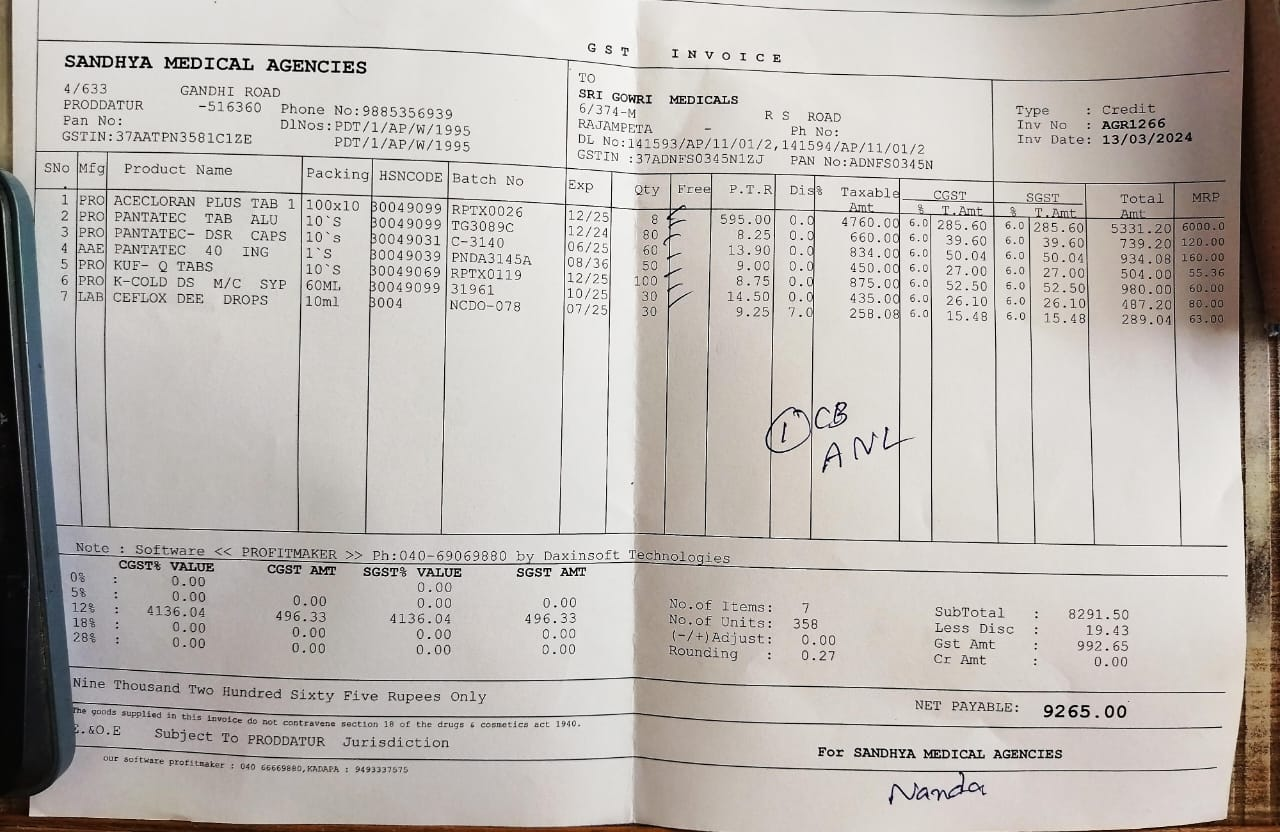 GST INVOICE
SANDHYA MEDICAL AGENCIES
4/633 GANDHI ROAD
PRODDATUR -516360 Phone No:9885356939
Pan No: DlNos:PDT/1/AP/W/1995
GSTIN:37AATPN3581C1ZE PDT/1/AP/W/1995
TO
SRI GOWRI MEDICALS
6/374-M R S ROAD
RAJAMPETA - Ph No:
DL No:141593/AP/11/01/2,141594/AP/11/01/2
GSTIN :37ADNFS0345N1ZJ PAN No:ADNFS0345N
Type : Credit
Inv No : AGR1266
Inv Date: 13/03/2024
SNo Mfg Product Name Packing HSNCODE Batch No Exp Qty Free P.T.R Dis% Taxable Amt CGST % T.Amt SGST % T.Amt Total Amt MRP
1 PRO ACECLORAN PLUS TAB 1 100x10 30049099 RPTX0026 12/25 8 595.00 0.0 4760.00 6.0 285.60 6.0 285.60 5331.20 6000.0
2 PRO PANTATEC TAB ALU 10`S 30049099 TG3089C 12/24 80 8.25 0.0 660.00 6.0 39.60 6.0 39.60 739.20 120.00
3 PRO PANTATEC- DSR CAPS 10`s 30049031 C-3140 06/25 60 13.90 0.0 834.00 6.0 50.04 6.0 50.04 934.08 160.00
4 AAE PANTATEC 40 ING 1`S 30049039 PNDA3145A 08/36 50 9.00 0.0 450.00 6.0 27.00 6.0 27.00 504.00 55.36
5 PRO KUF- Q TABS 10`S 30049069 RPTX0119 12/25 100 8.75 0.0 875.00 6.0 52.50 6.0 52.50 980.00 60.00
6 PRO K-COLD DS M/C SYP 60ML 30049099 31961 10/25 30 14.50 0.0 435.00 6.0 26.10 6.0 26.10 487.20 80.00
7 LAB CEFLOX DEE DROPS 10ml 3004 NCDO-078 07/25 30 9.25 7.0 258.08 6.0 15.48 6.0 15.48 289.04 63.00
1 CB
ANL
Note : Software << PROFITMAKER >> Ph:040-69069880 by Daxinsoft Technologies
CGST% VALUE CGST AMT SGST% VALUE SGST AMT
0% : 0.00 0.00
5% : 0.00 0.00 0.00 0.00
12% : 4136.04 496.33 4136.04 496.33
18% : 0.00 0.00 0.00 0.00
28% : 0.00 0.00 0.00 0.00
No.of Items: 7
No.of Units: 358
(-/+)Adjust: 0.00
Rounding : 0.27
SubTotal : 8291.50
Less Disc : 19.43
Gst Amt : 992.65
Cr Amt : 0.00
Nine Thousand Two Hundred Sixty Five Rupees Only
NET PAYABLE: 9265.00
The goods supplied in this invoice do not contravene section 18 of the drugs & cosmetics act 1940.
E.&O.E Subject To PRODDATUR Jurisdiction
our software profitmaker : 040 66669880,KADAPA : 9493337575
For SANDHYA MEDICAL AGENCIES
Nanda